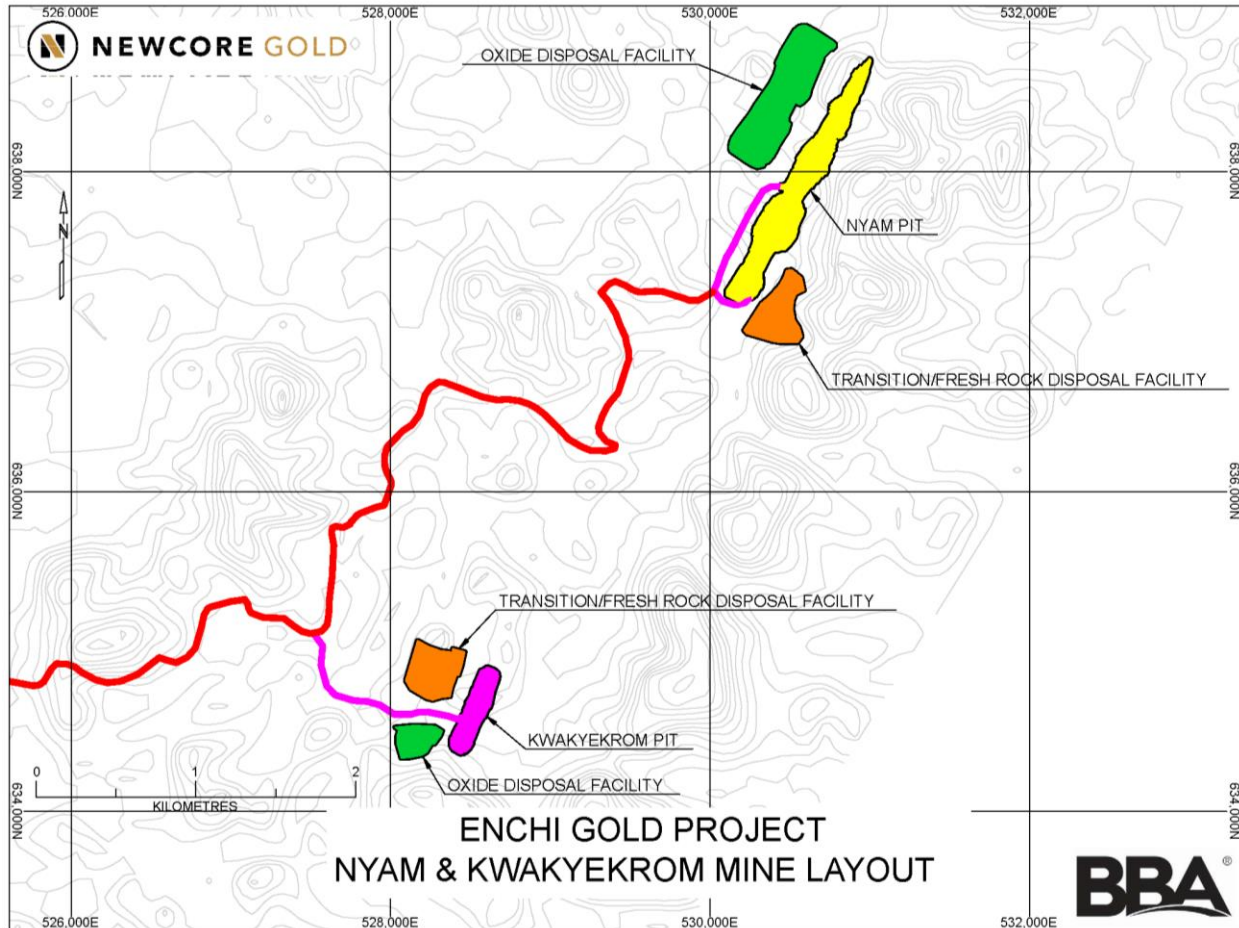 526,000E
528,000E
530,000E
532,000E
N NEWCORE GOLD
OXIDE DISPOSAL FACILITY
638,000N
638,000N
N
NYAM PIT
TRANSITION/FRESH ROCK DISPOSAL FACILITY
636,000N
636,000N
TRANSITION/FRESH ROCK DISPOSAL FACILITY
KWAKYEKROM PIT
OXIDE DISPOSAL FACILITY
0
1
2
KILOMETRES
634,000N
634,000N
ENCHI GOLD PROJECT
NYAM & KWAKYEKROM MINE LAYOUT
BBA®
526,000E
528,000E
530,000E
532,000E